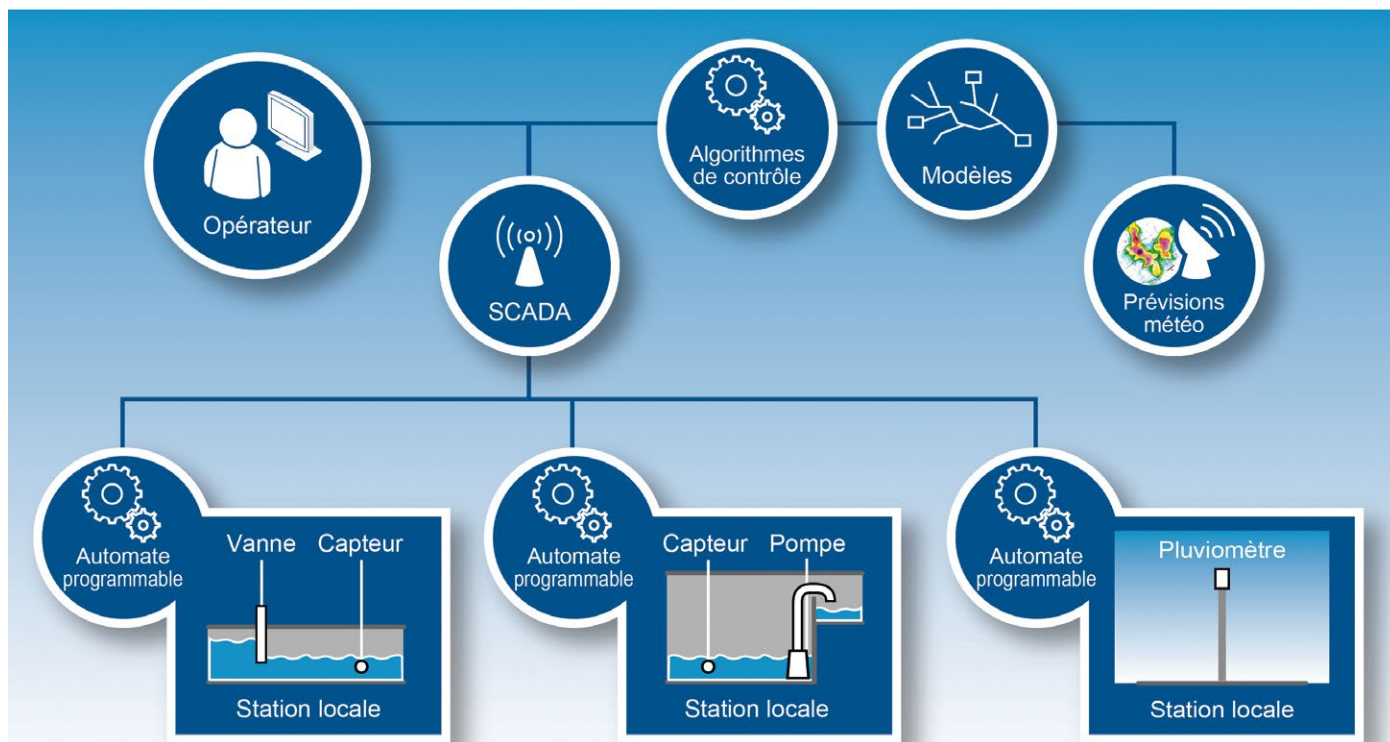 Opérateur
SCADA
Algorithmes
de contrôle
Modèles
Prévisions
météo
Automate
programmable
Vanne Capteur
Station locale
Automate
programmable
Capteur Pompe
Station locale
Automate
programmable
Pluviomètre
Station locale